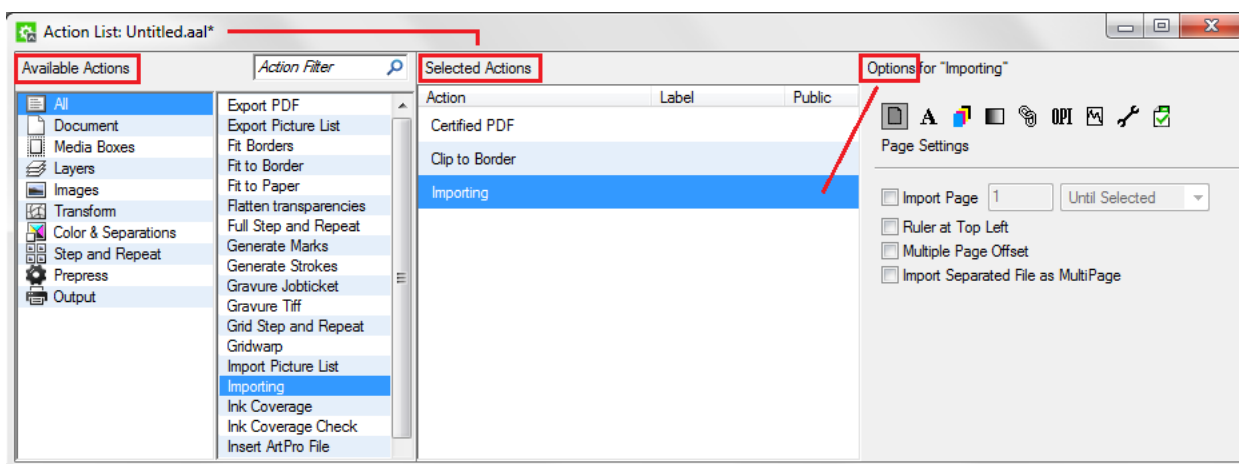 Action List: Untitled.aal*
Available Actions
Action Filter
Selected Actions
Options for "Importing"
All
Document
Media Boxes
Layers
Images
Transform
Color & Separations
Step and Repeat
Prepress
Output
Export PDF
Export Picture List
Fit Borders
Fit to Border
Fit to Paper
Flatten transparencies
Full Step and Repeat
Generate Marks
Generate Strokes
Gravure Jobticket
Gravure Tiff
Grid Step and Repeat
Gridwarp
Import Picture List
Importing
Ink Coverage
Ink Coverage Check
Insert ArtPro File
Action Label Public
Certified PDF
Clip to Border
Importing
A OPI
Page Settings
Import Page 1 Until Selected
Ruler at Top Left
Multiple Page Offset
Import Separated File as MultiPage